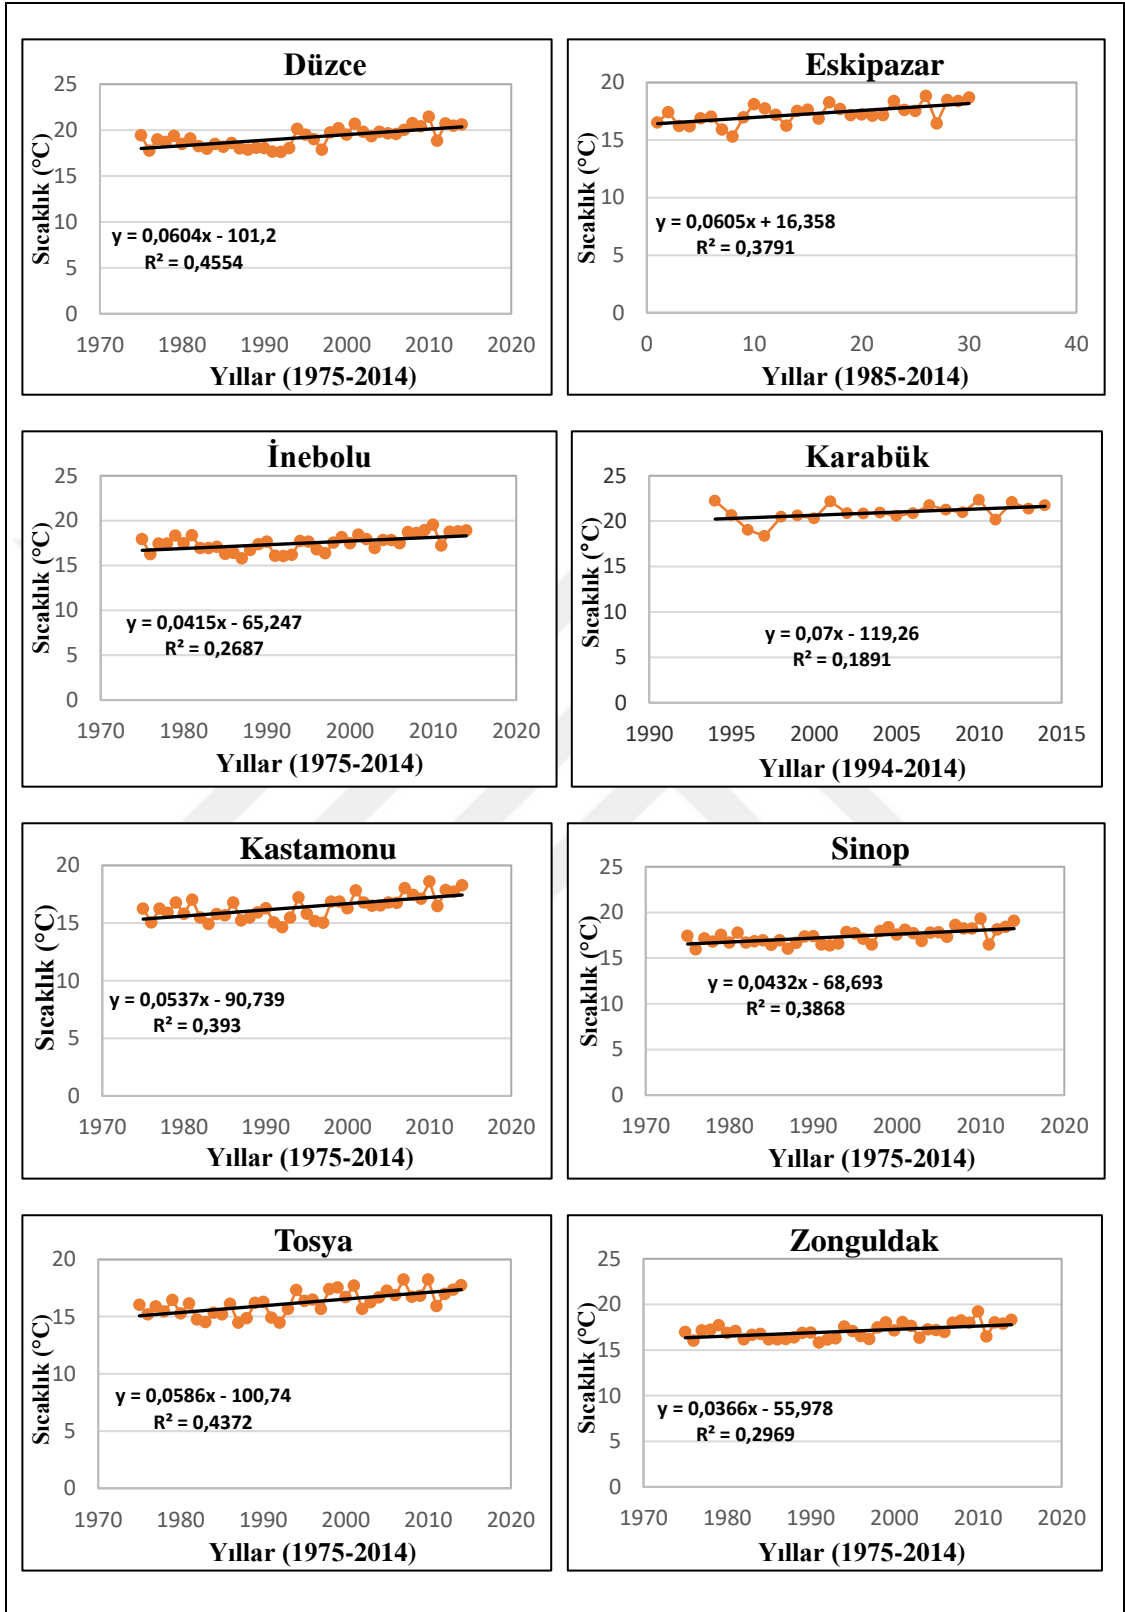 Düzce
25
20
15
10
5
0
Sıcaklık (°C)
y = 0,0604x - 101,2
R² = 0,4554
1970 1980 1990 2000 2010 2020
Yıllar (1975-2014)
Eskipazar
20
15
10
5
0
Sıcaklık (°C)
y = 0,0605x + 16,358
R² = 0,3791
0 10 20 30 40
Yıllar (1985-2014)
İnebolu
25
20
15
10
5
0
Sıcaklık (°C)
y = 0,0415x - 65,247
R² = 0,2687
1970 1980 1990 2000 2010 2020
Yıllar (1975-2014)
Karabük
25
20
15
10
5
0
Sıcaklık (°C)
y = 0,07x - 119,26
R² = 0,1891
1990 1995 2000 2005 2010 2015
Yıllar (1994-2014)
Kastamonu
20
15
10
5
0
Sıcaklık (°C)
y = 0,0537x - 90,739
R² = 0,393
1970 1980 1990 2000 2010 2020
Yıllar (1975-2014)
Sinop
25
20
15
10
5
0
Sıcaklık (°C)
y = 0,0432x - 68,693
R² = 0,3868
1970 1980 1990 2000 2010 2020
Yıllar (1975-2014)
Tosya
20
15
10
5
0
Sıcaklık (°C)
y = 0,0586x - 100,74
R² = 0,4372
1970 1980 1990 2000 2010 2020
Yıllar (1975-2014)
Zonguldak
25
20
15
10
5
0
Sıcaklık (°C)
y = 0,0366x - 55,978
R² = 0,2969
1970 1980 1990 2000 2010 2020
Yıllar (1975-2014)